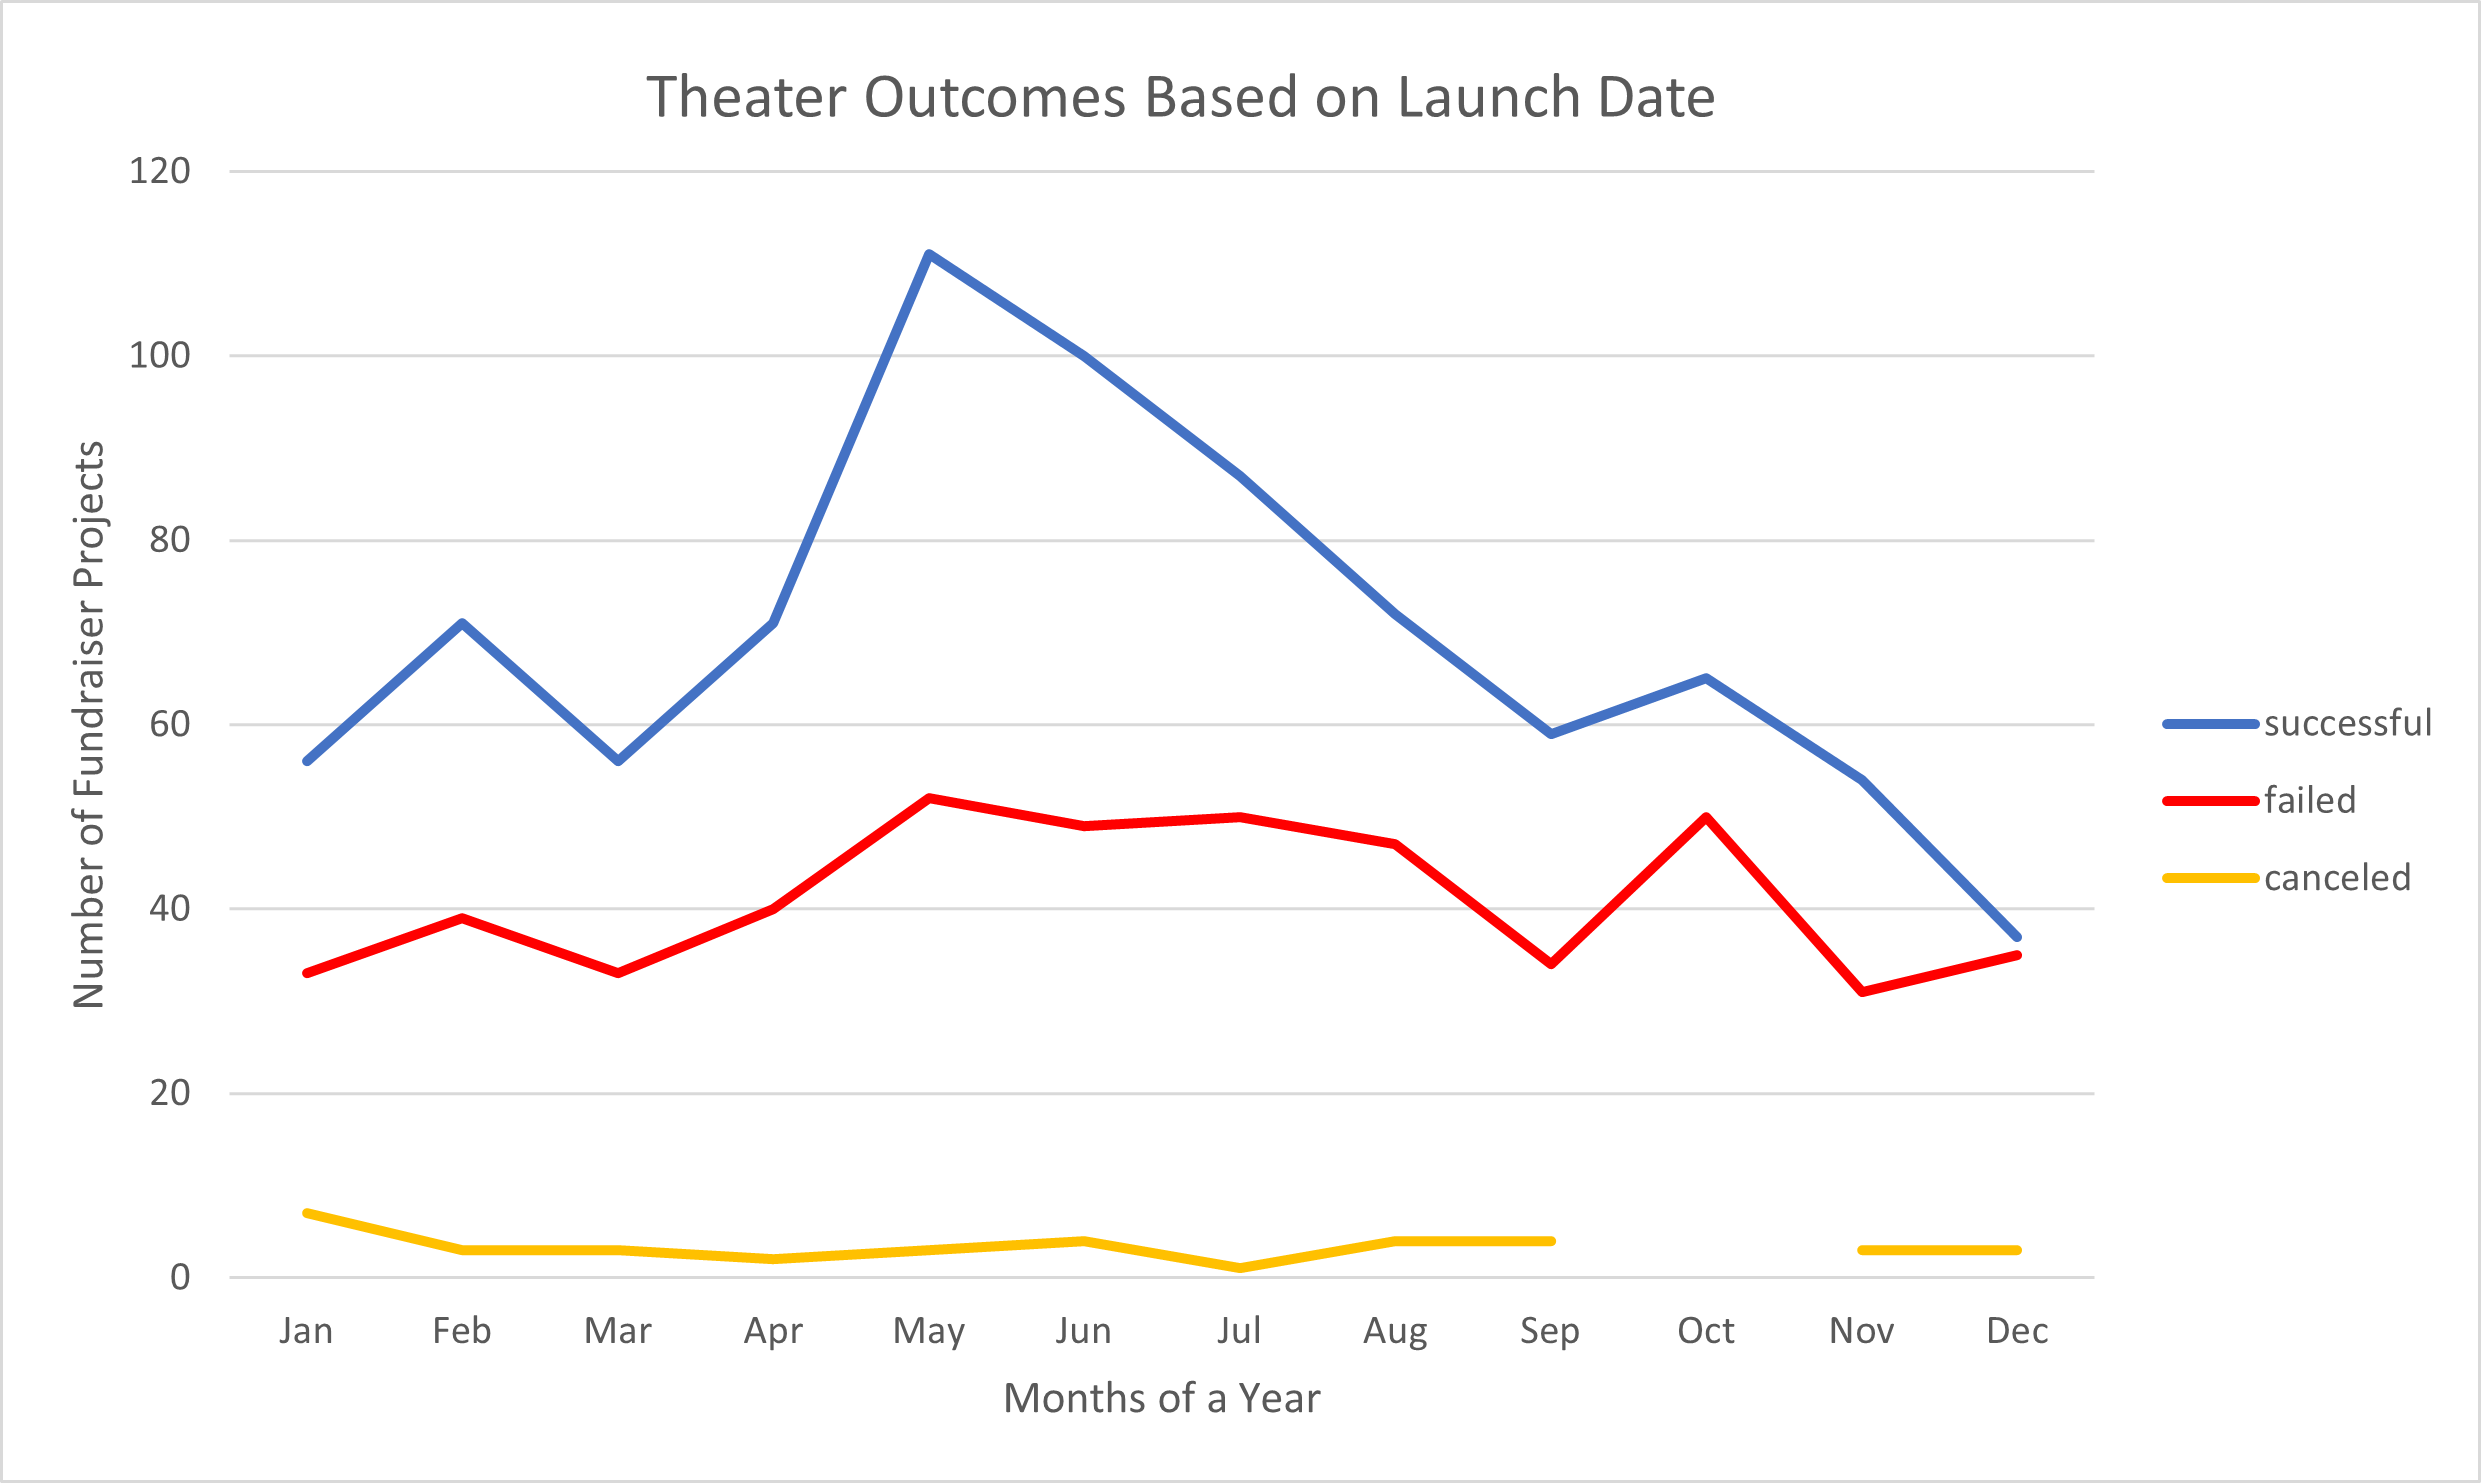 Theater Outcomes Based on Launch Date
Number of Fundraiser Projects
120
100
80
60
40
20
0
Jan Feb Mar Apr May Jun Jul Aug Sep Oct Nov Dec
Months of a Year
successful
failed
canceled